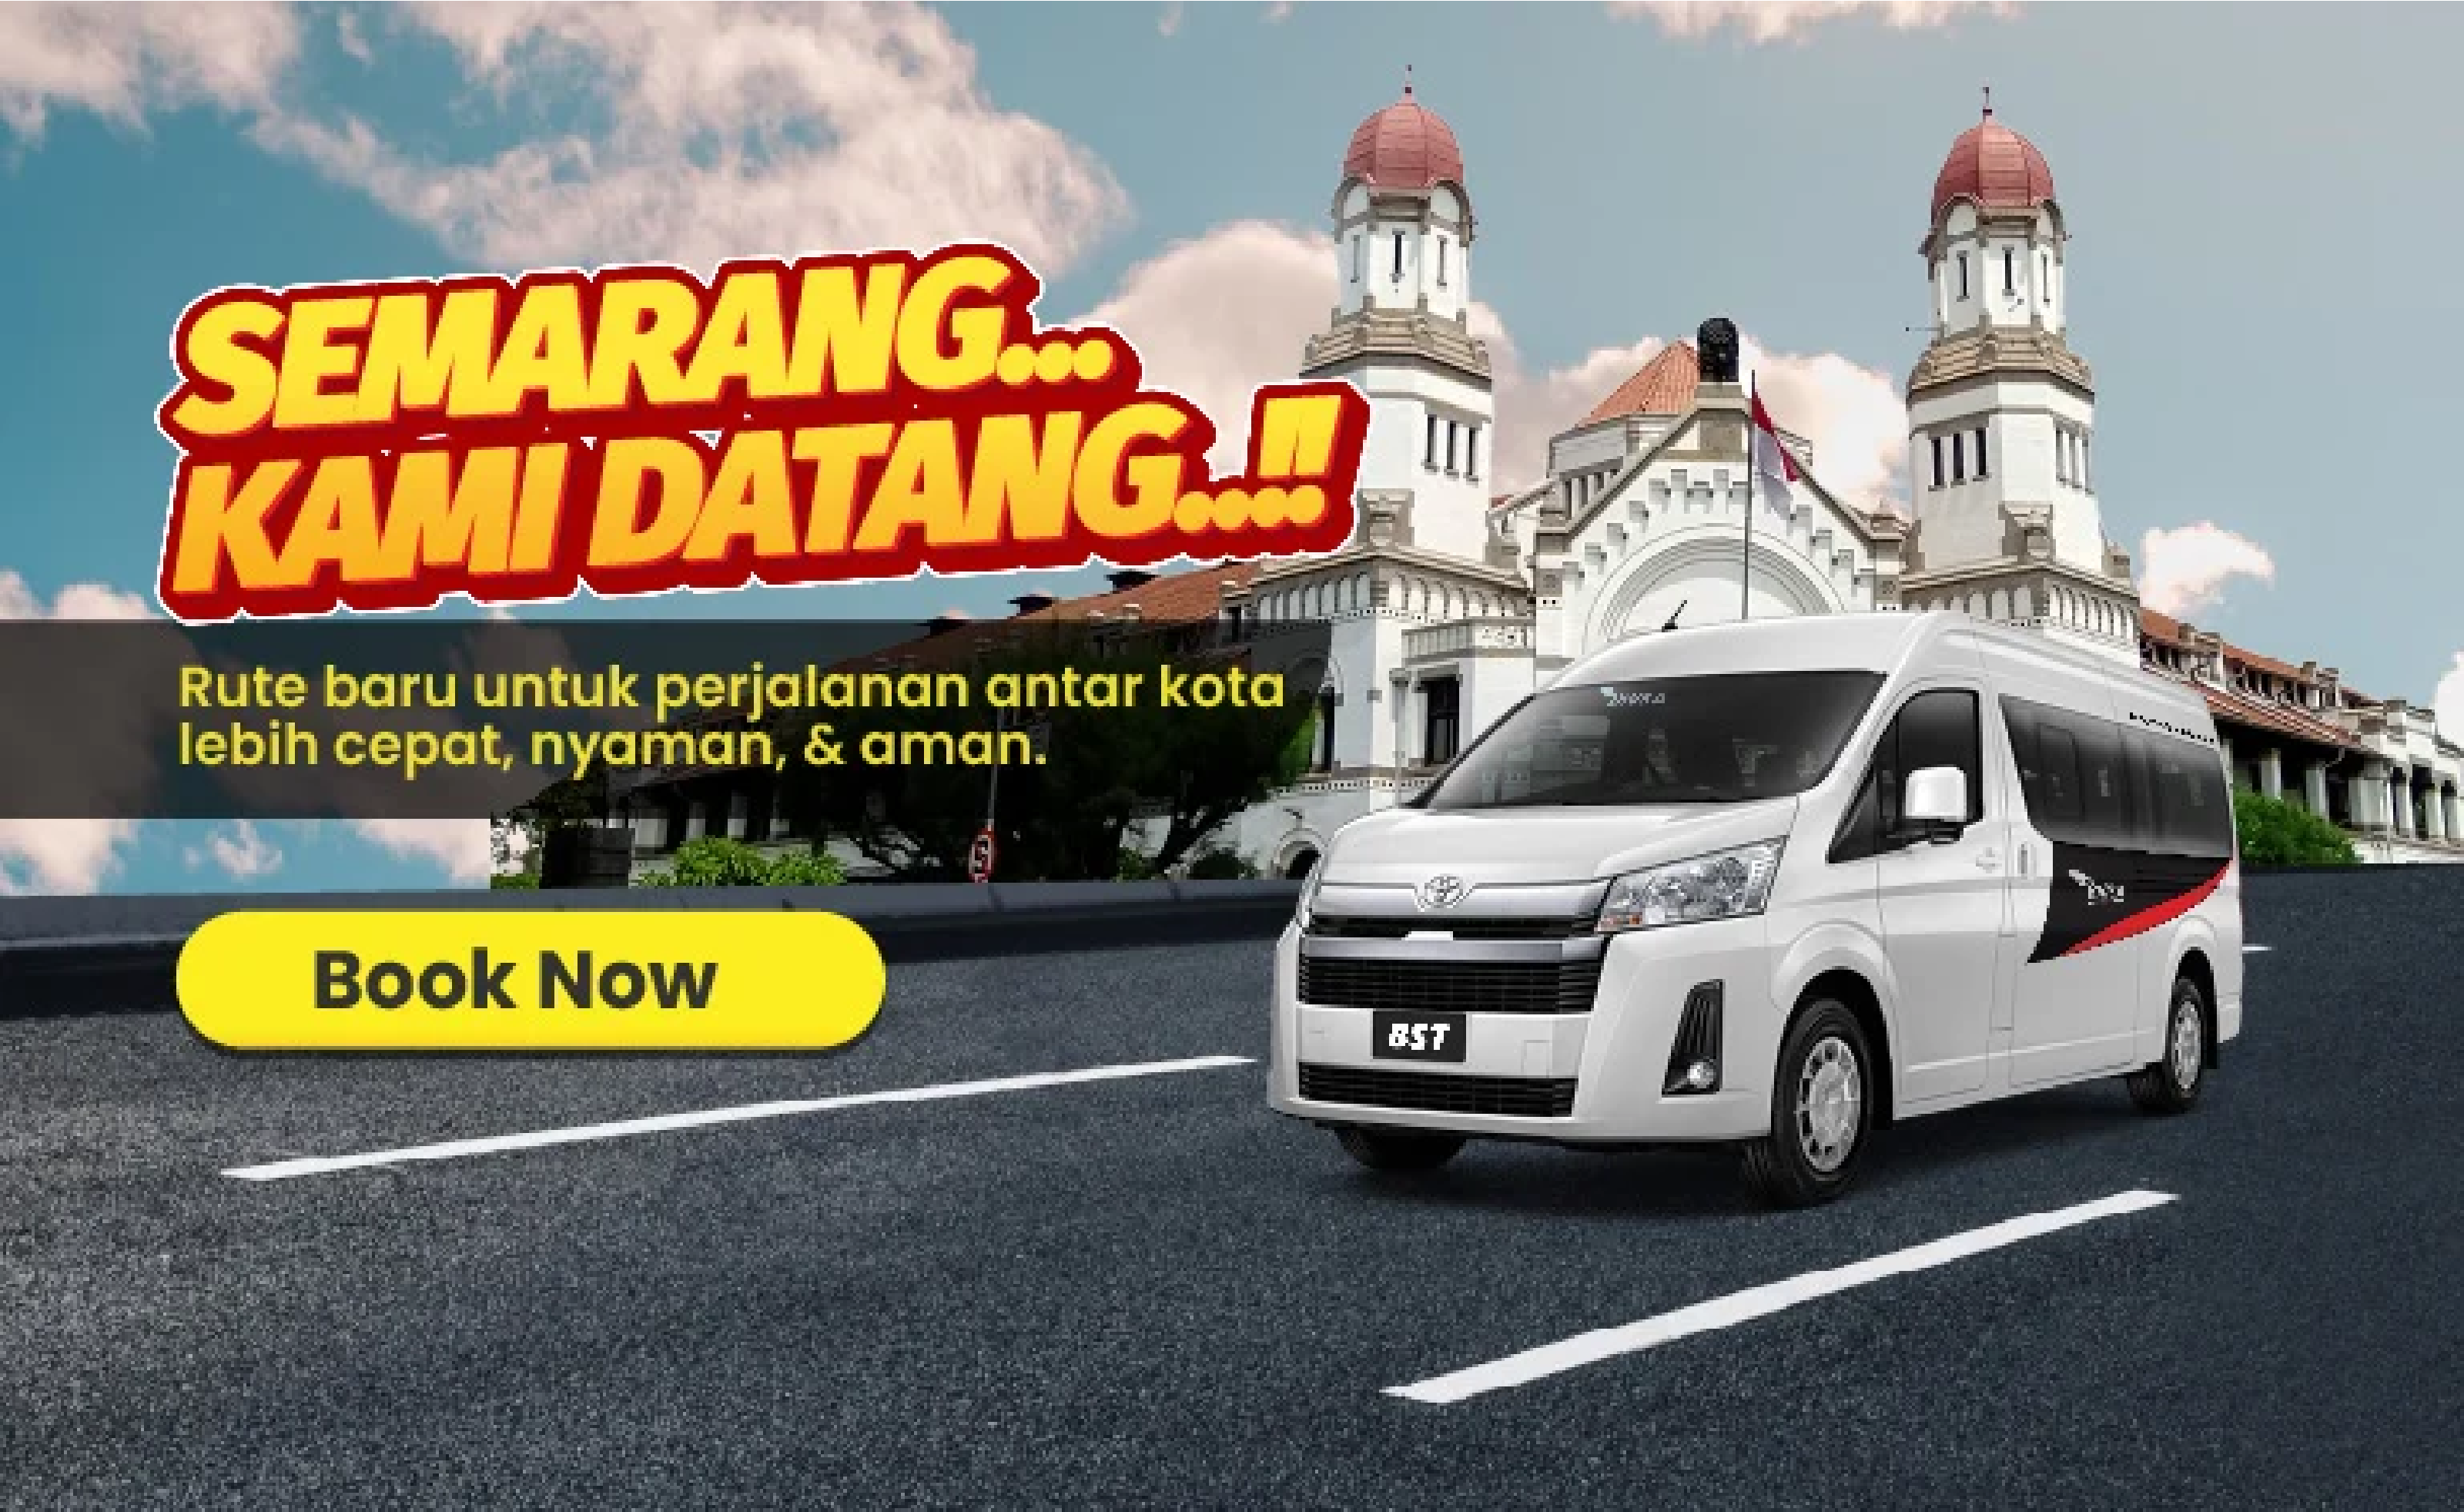 SEMARANG...
KAMI DATANG...!!
Rute baru untuk perjalanan antar kota
lebih cepat, nyaman, & aman.
Book Now
BST